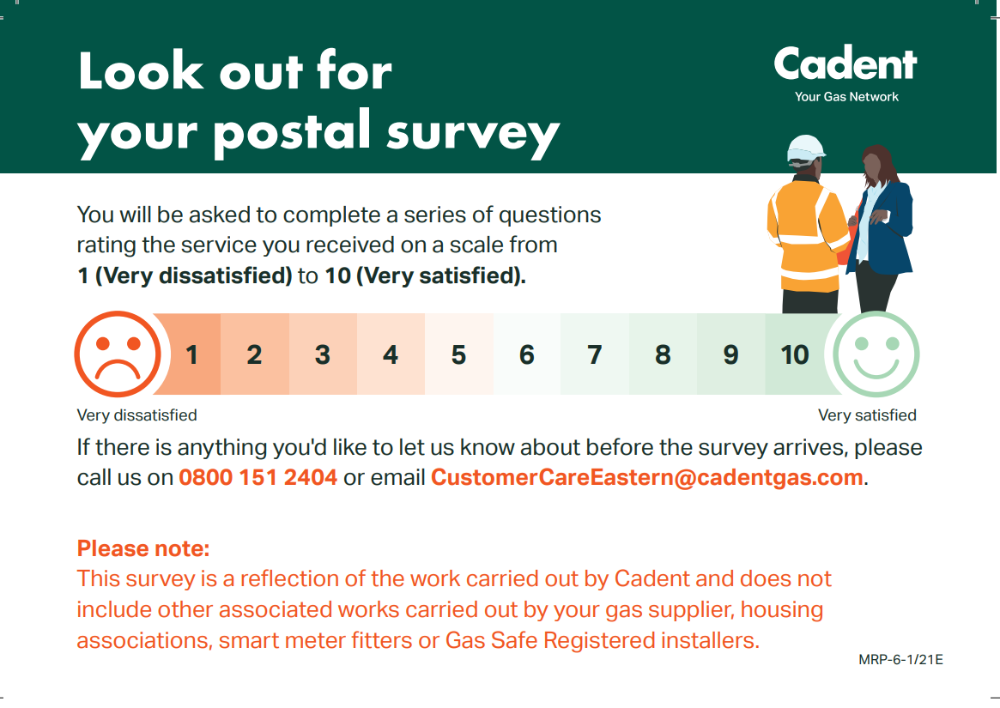 Look out for
your postal survey
Cadent
Your Gas Network
You will be asked to complete a series of questions
rating the service you received on a scale from
1 (Very dissatisfied) to 10 (Very satisfied).
1 2 3 4 5 6 7 8 9 10
Very dissatisfied
Very satisfied
If there is anything you'd like to let us know about before the survey arrives, please
call us on 0800 151 2404 or email CustomerCareEastern@cadentgas.com.
Please note:
This survey is a reflection of the work carried out by Cadent and does not
include other associated works carried out by your gas supplier, housing
associations, smart meter fitters or Gas Safe Registered installers.
MRP-6-1/21E